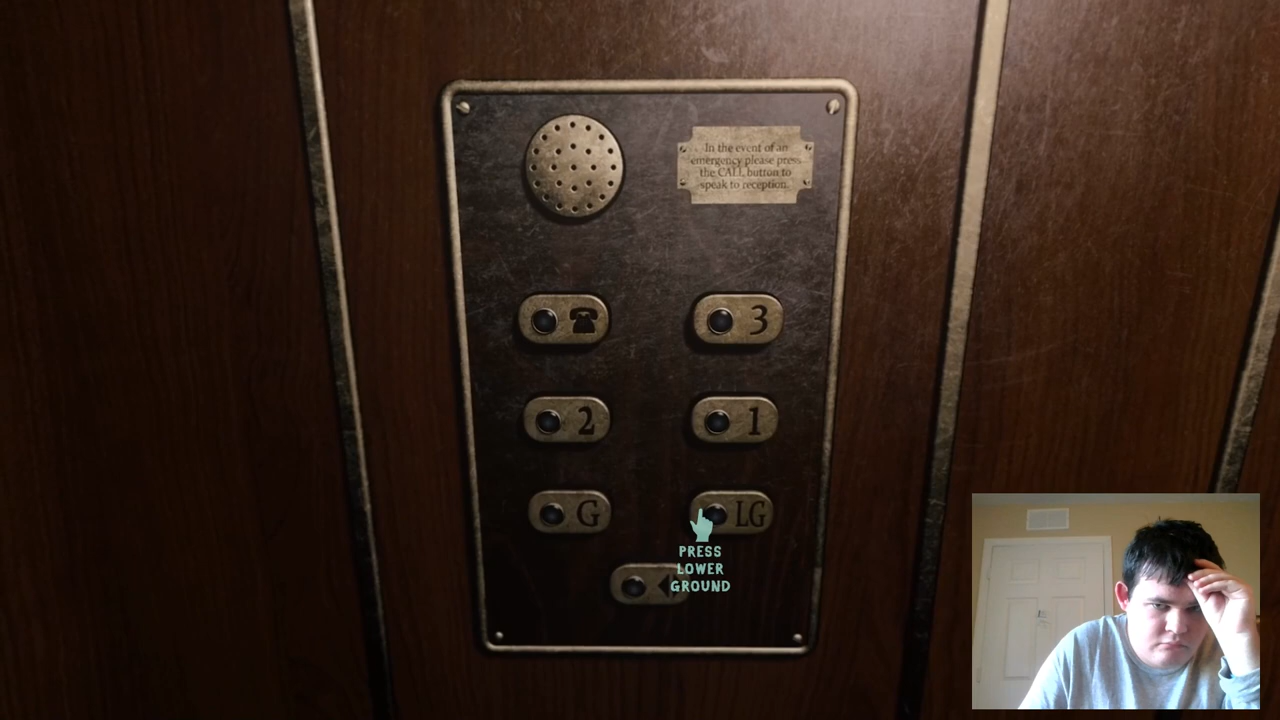 In the event of an
emergency please press
the CALL button to
speak to reception.
3
2
1
G
LG
PRESS
LOWER
GROUND